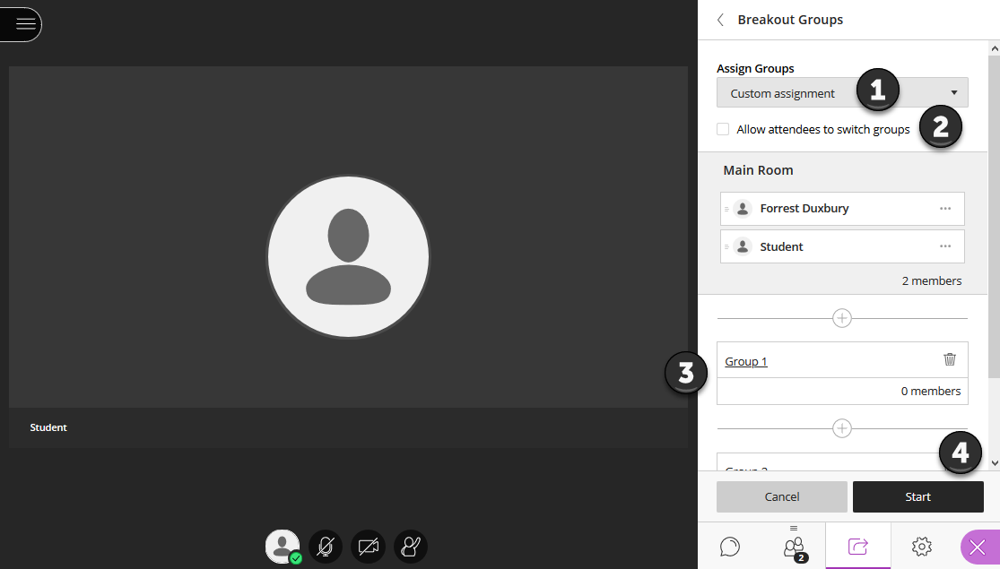 Breakout Groups
Assign Groups
Custom assignment
1
Allow attendees to switch groups
2
Main Room
Forrest Duxbury
Student
2 members
3
Group 1
0 members
4
Student
Cancel
Start
2